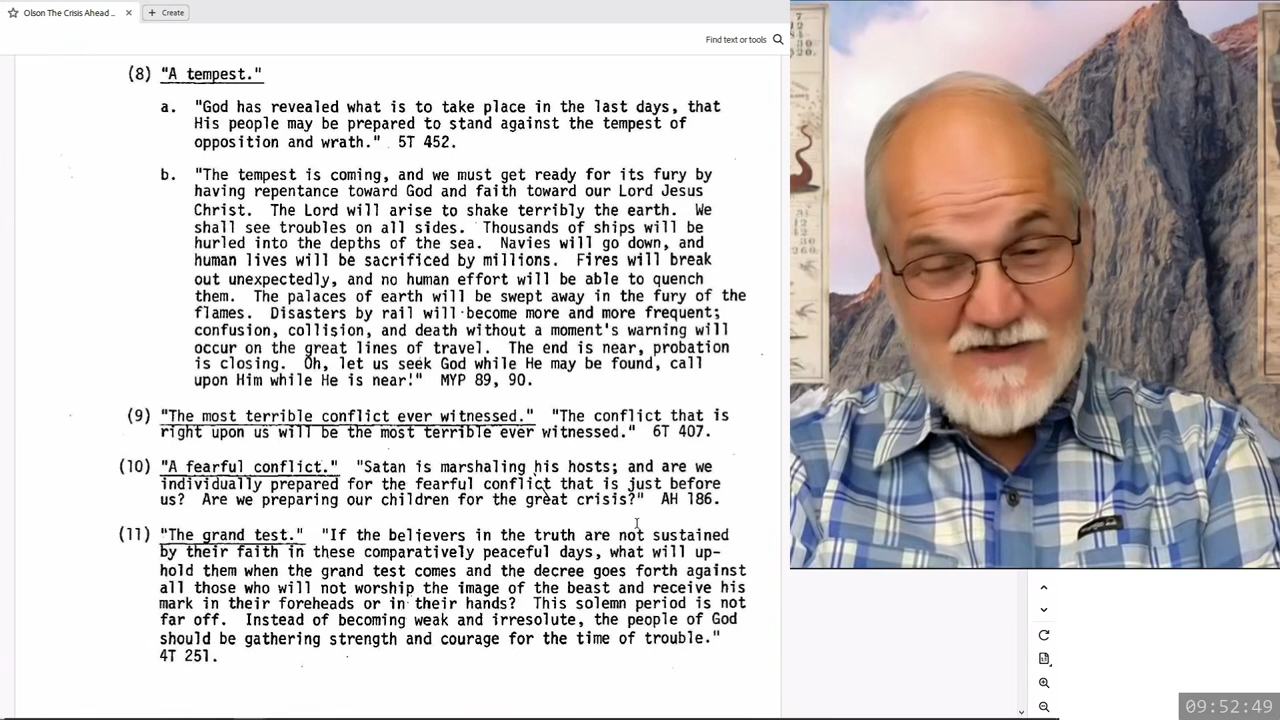 Olson The Crisis Ahead ..
Create
Find text or tools
(8) "A tempest."
a. "God has revealed what is to take place in the last days, that
His people may be prepared to stand against the tempest of
opposition and wrath." 5T 452.
b. "The tempest is coming, and we must get ready for its fury by
having repentance toward God and faith toward our Lord Jesus
Christ. The Lord will arise to shake terribly the earth. We
shall see troubles on all sides. Thousands of ships will be
hurled into the depths of the sea. Navies will go down, and
human lives will be sacrificed by millions. Fires will break
out unexpectedly, and no human effort will be able to quench
them. The palaces of earth will be swept away in the fury of the
flames. Disasters by rail will become more and more frequent;
confusion, collision, and death without a moment's warning will
occur on the great lines of travel. The end is near, probation
is closing. Oh, let us seek God while He may be found, call
upon Him while He is near!" MYP 89, 90.
(9) "The most terrible conflict ever witnessed." "The conflict that is
right upon us will be the most terrible ever witnessed." 6T 407.
(10) "A fearful conflict." "Satan is marshaling his hosts; and are we
individually prepared for the fearful conflict that is just before
us? Are we preparing our children for the great crisis?" AH 186.
(11) "The grand test." "If the believers in the truth are not sustained
by their faith in these comparatively peaceful days, what will up-
hold them when the grand test comes and the decree goes forth against
all those who will not worship the image of the beast and receive his
mark in their foreheads or in their hands? This solemn period is not
far off. Instead of becoming weak and irresolute, the people of God
should be gathering strength and courage for the time of trouble."
4T 251.
09:52:49